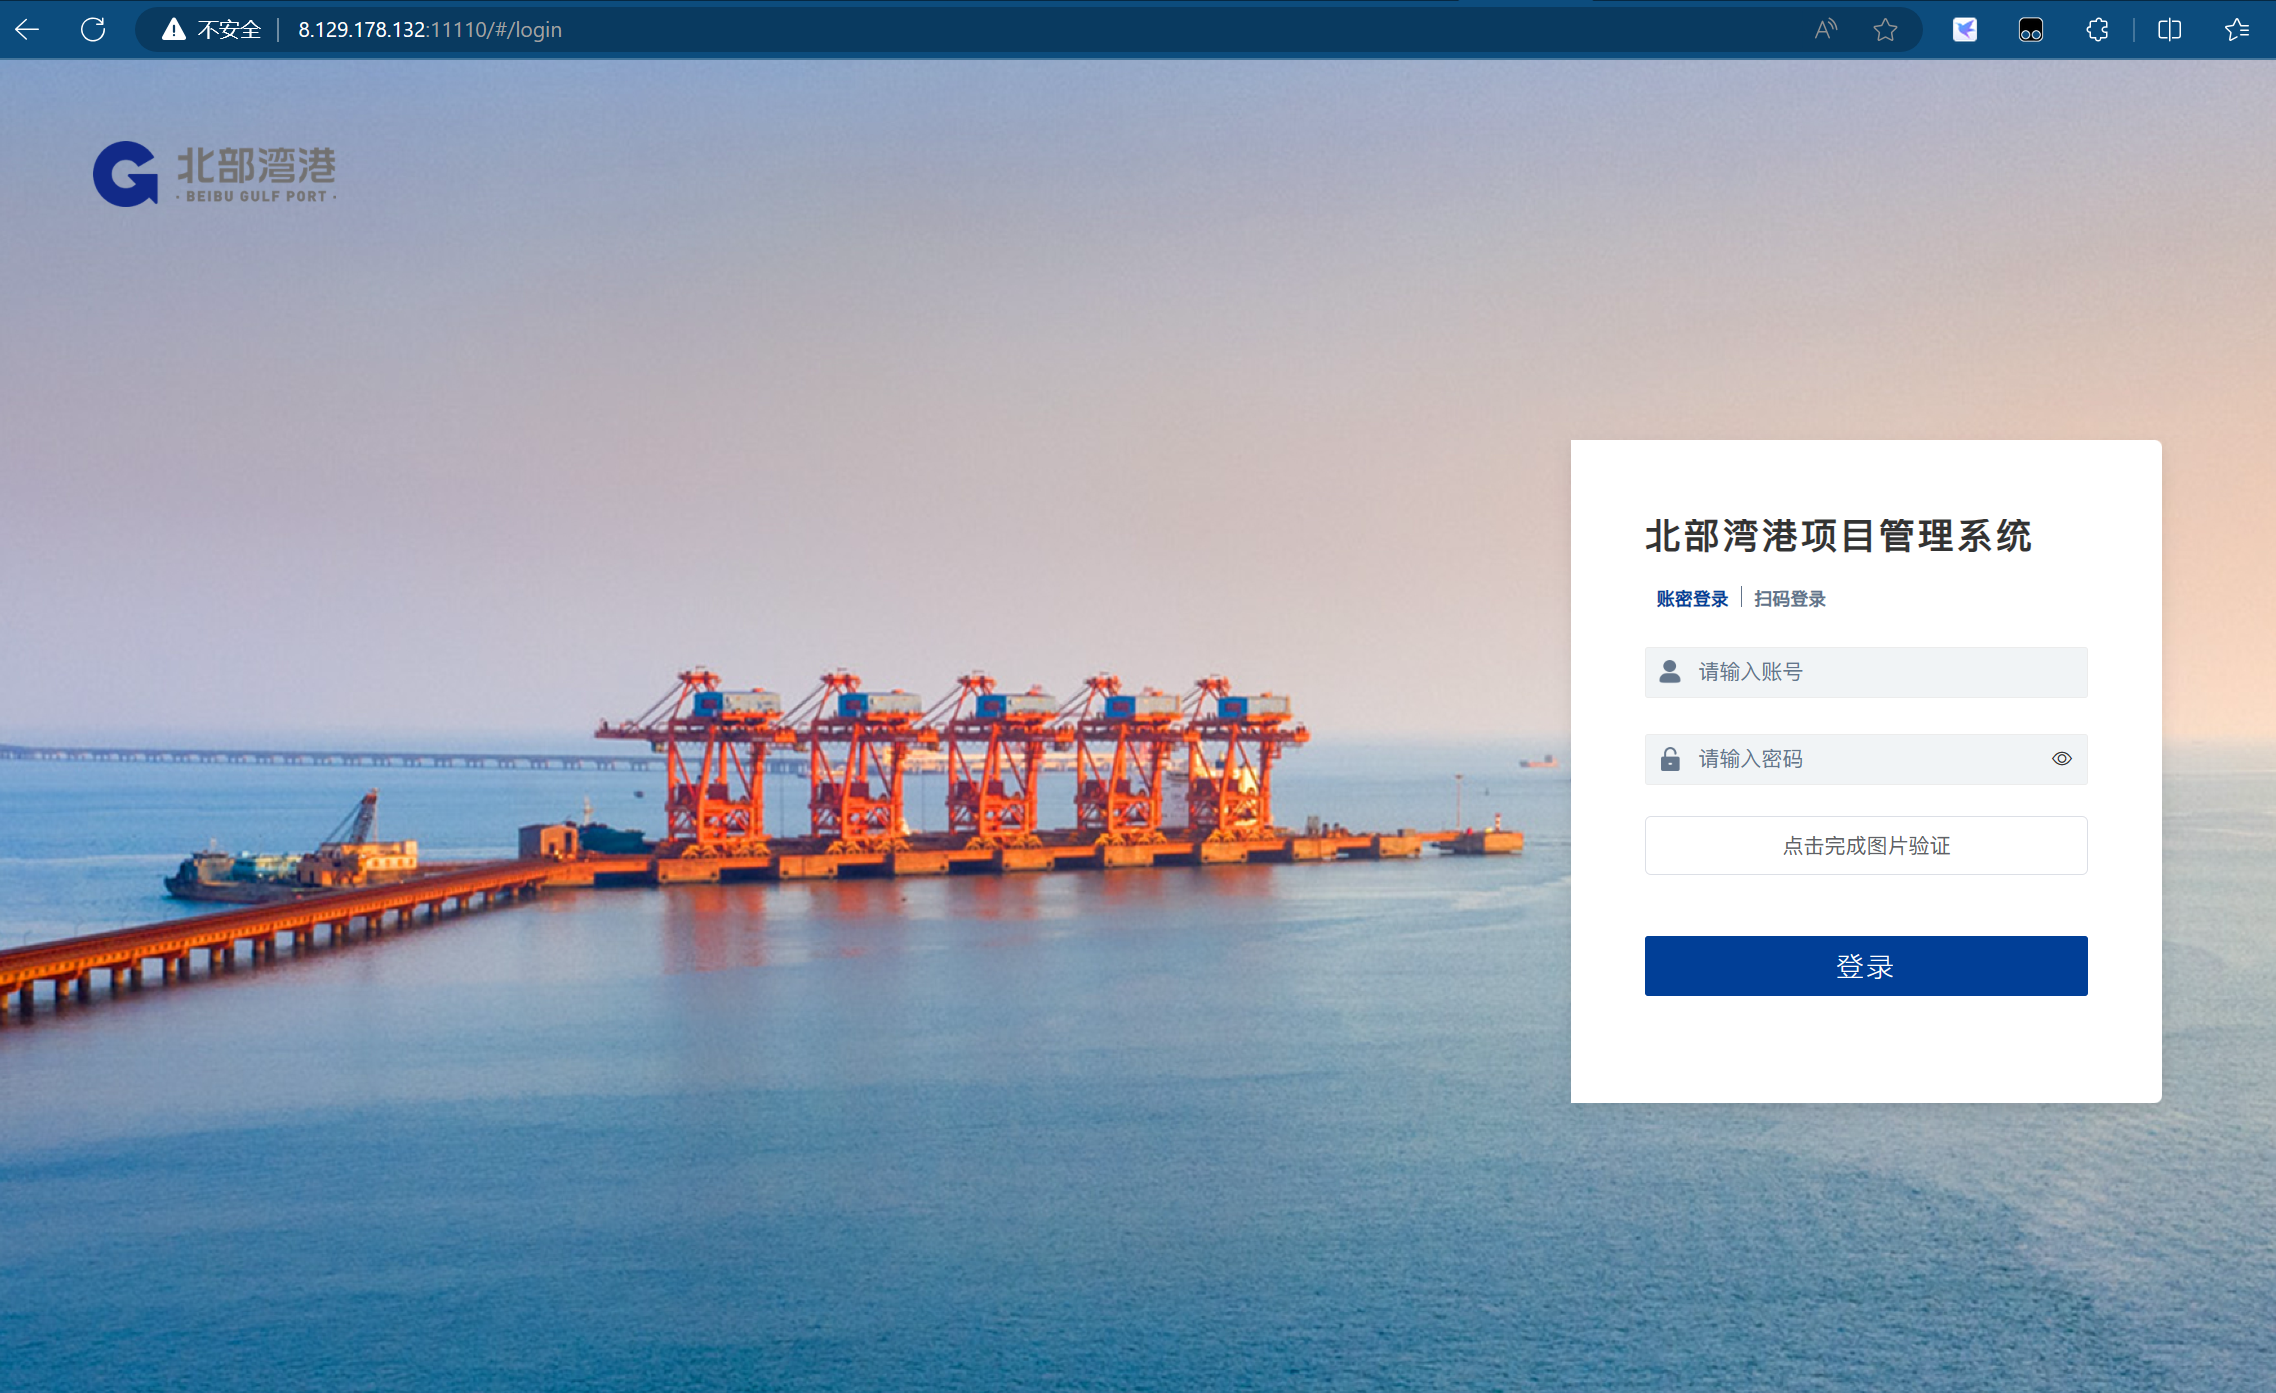 不安全
8.129.178.132:11110/#/login
北部湾港
· BEIBU GULF PORT ·
北部湾港项目管理系统
账密登录 扫码登录
请输入账号
请输入密码
点击完成图片验证
登录